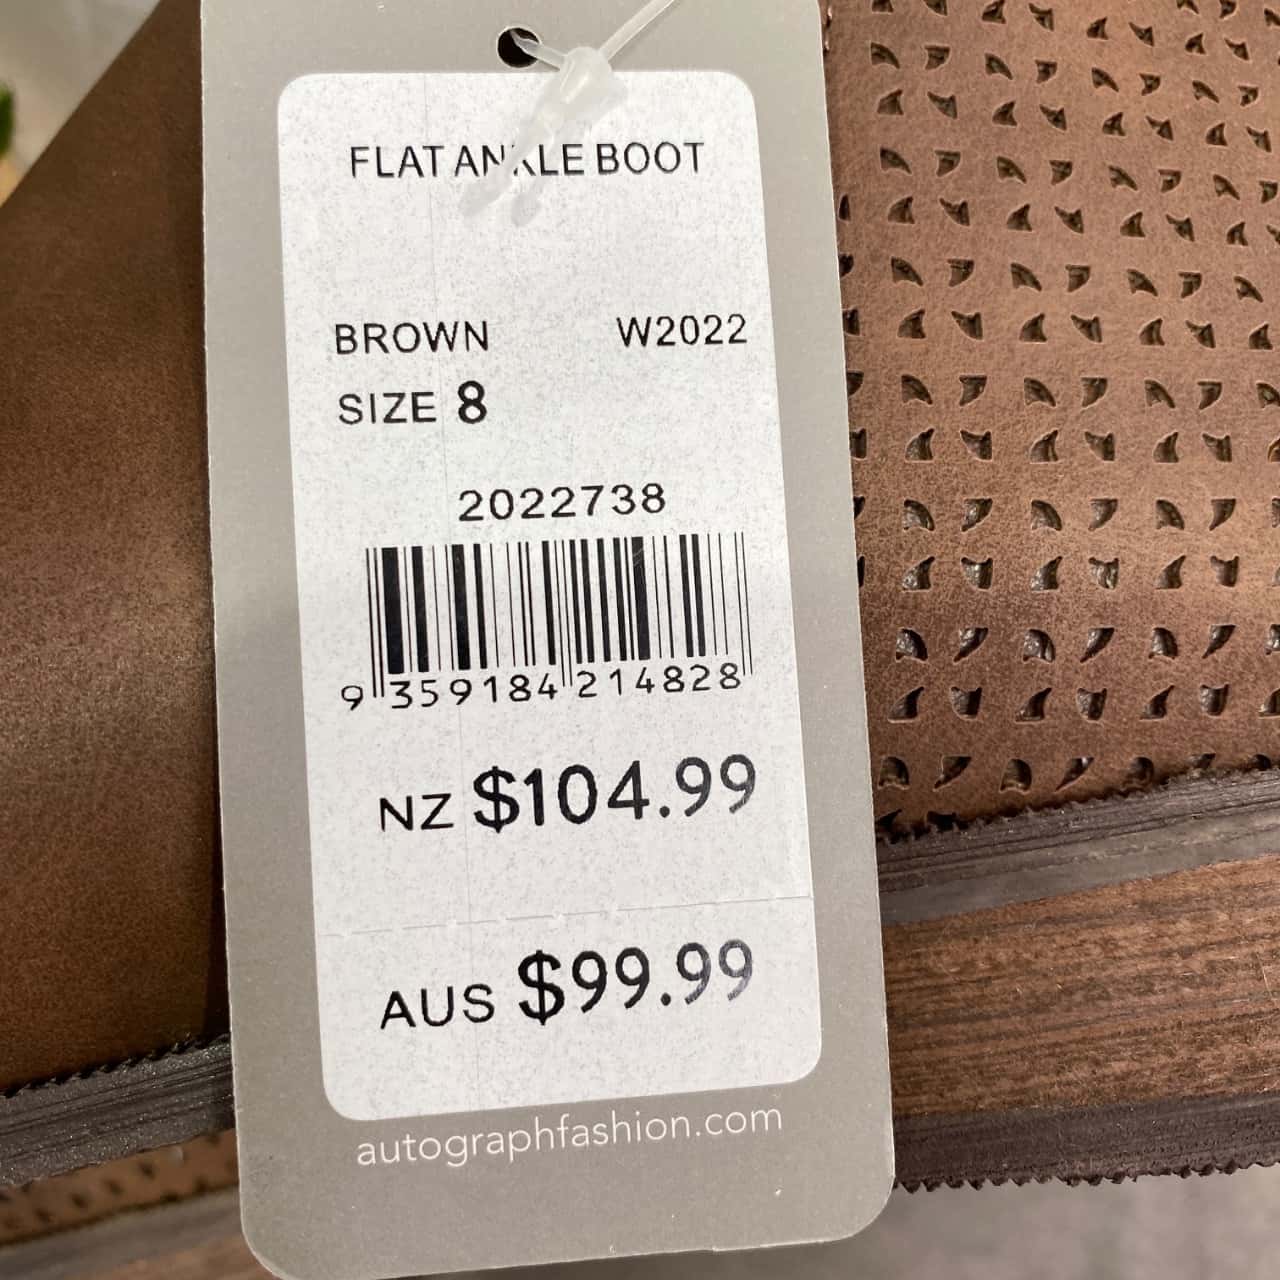 FLAT ANKLE BOOT
BROWN W2022
SIZE 8
2022738
9 359184 214828
NZ $104.99
AUS $99.99
autographfashion.com